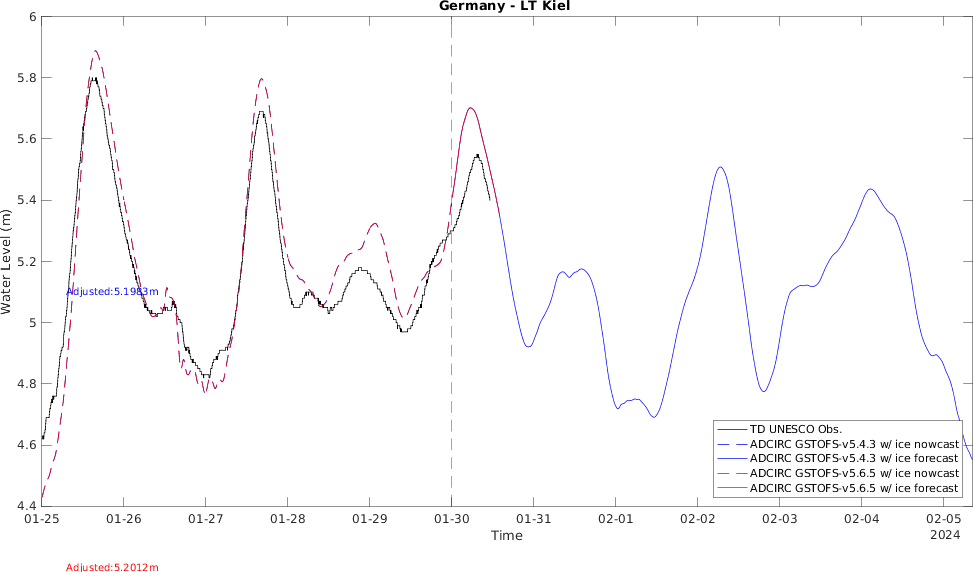 Germany - LT Kiel
6
5.8
5.6
5.4
5.2
5
4.8
4.6
4.4
Water Level (m)
Adjusted:5.1983m
TD UNESCO Obs.
ADCIRC GSTOFS-v5.4.3 w/ ice nowcast
ADCIRC GSTOFS-v5.4.3 w/ ice forecast
ADCIRC GSTOFS-v5.6.5 w/ ice nowcast
ADCIRC GSTOFS-v5.6.5 w/ ice forecast
01-25 01-26 01-27 01-28 01-29 01-30 01-31 02-01 02-02 02-03 02-04 02-05
Time
2024
Adjusted:5.2012m